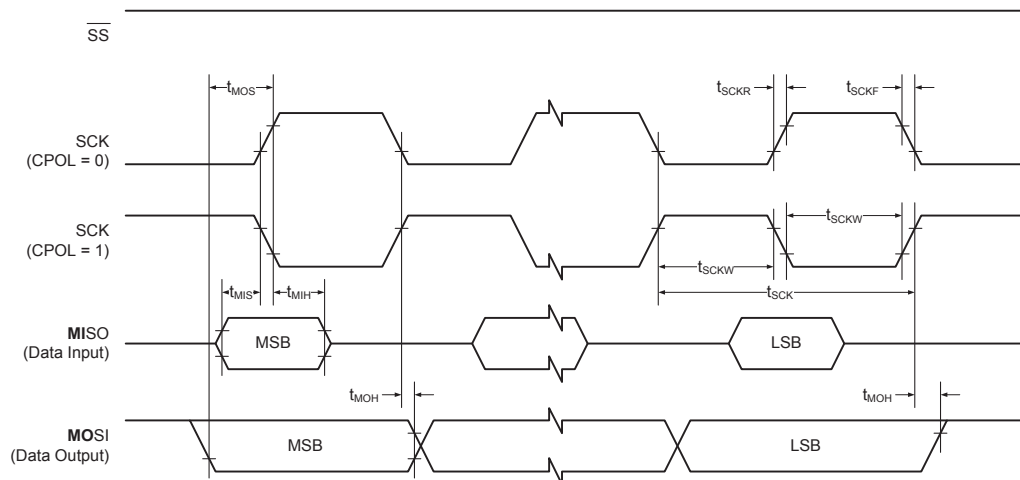 SS
tMOS
tSCKR
tSCKF
SCK
(CPOL = 0)
SCK
(CPOL = 1)
tSCKW
tSCKW
tMIS
tMIH
tSCK
MISO
(Data Input)
MSB
LSB
tMOH
tMOH
MOSI
(Data Output)
MSB
LSB